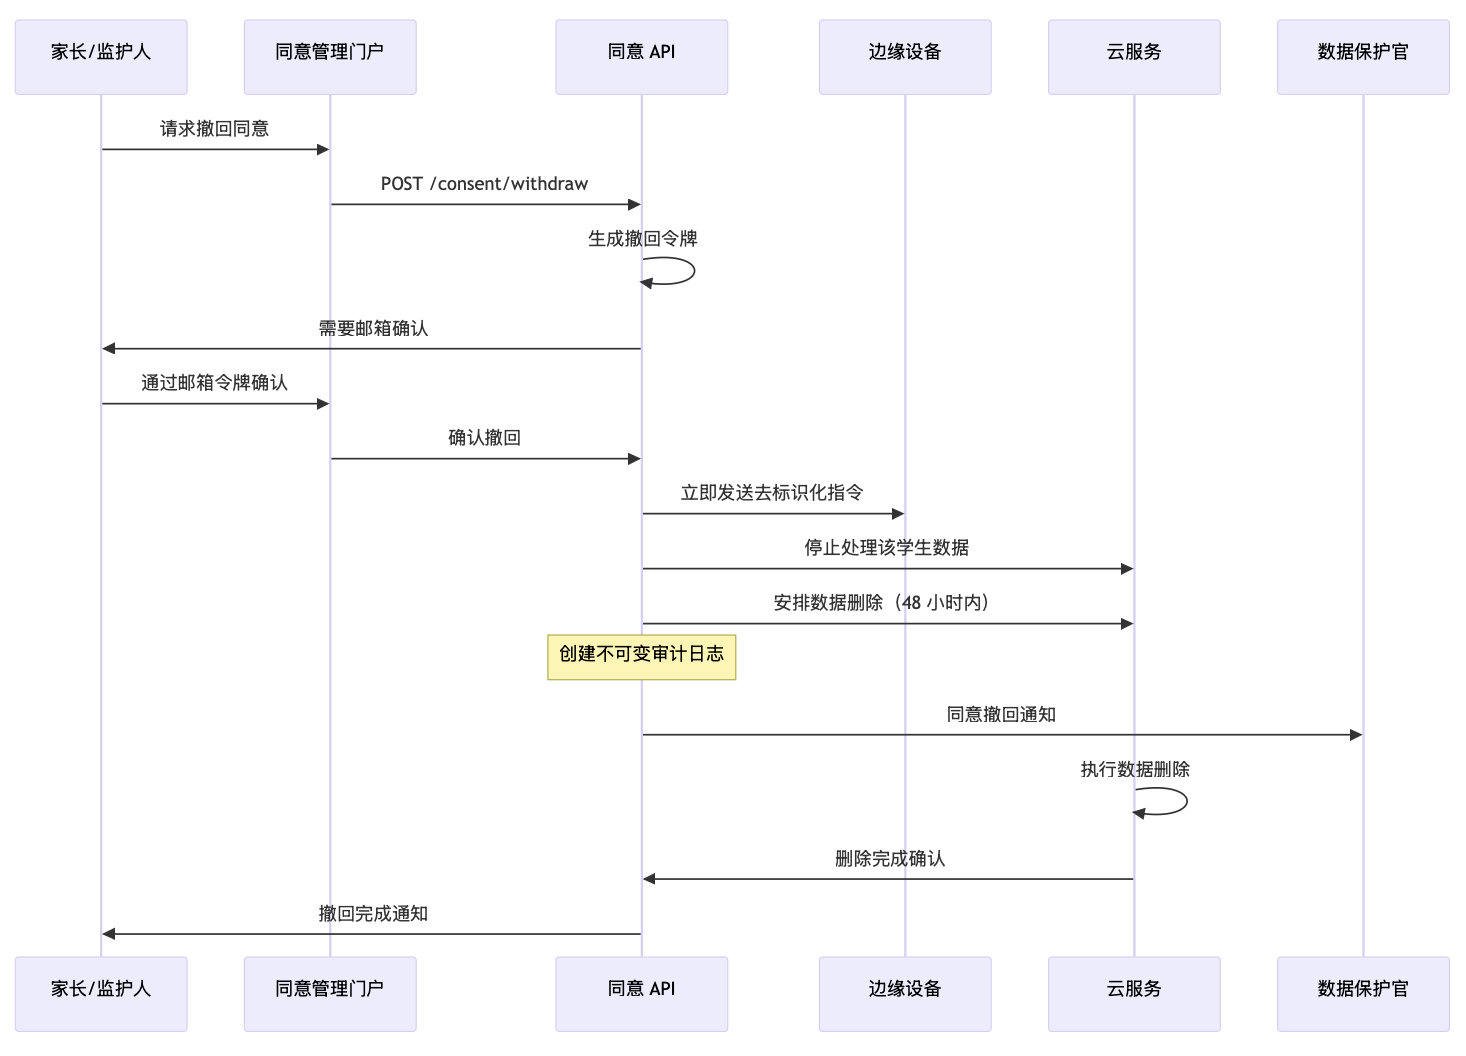 家长/监护人
同意管理门户
同意 API
边缘设备
云服务
数据保护官
请求撤回同意
POST /consent/withdraw
生成撤回令牌
需要邮箱确认
通过邮箱令牌确认
确认撤回
立即发送去标识化指令
停止处理该学生数据
安排数据删除（48 小时内）
创建不可变审计日志
同意撤回通知
执行数据删除
删除完成确认
撤回完成通知
家长/监护人
同意管理门户
同意 API
边缘设备
云服务
数据保护官